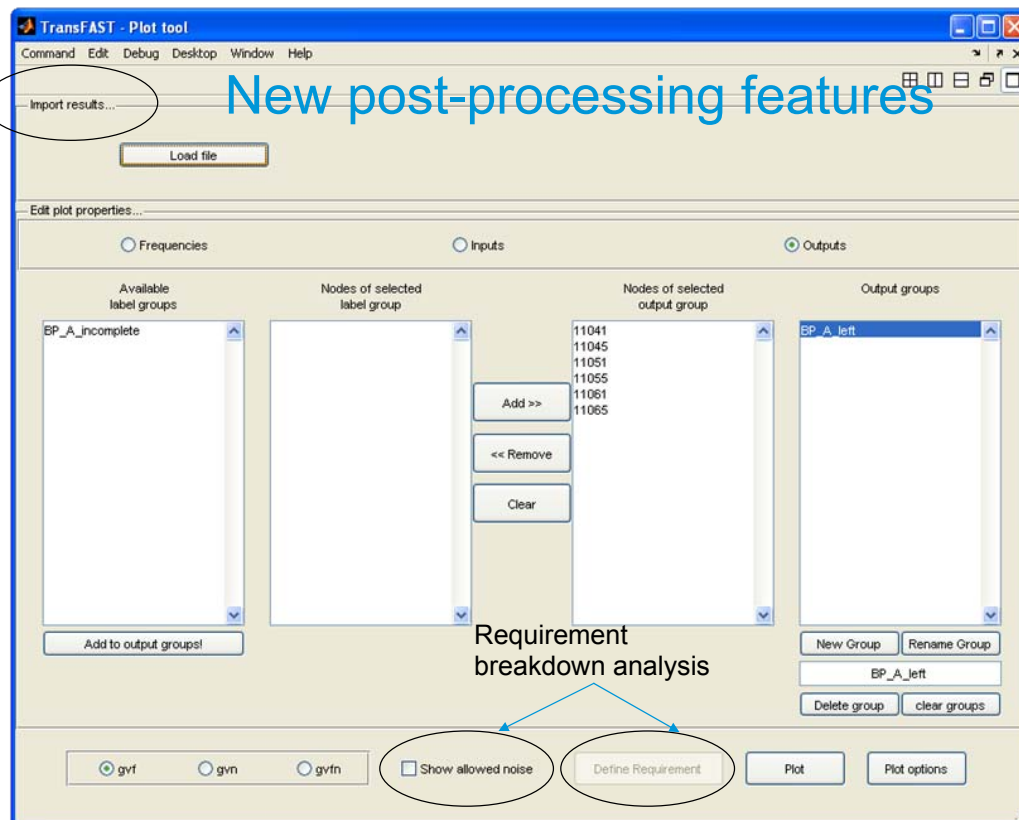 TransFAST - Plot tool
Command Edit Debug Desktop Window Help
New post-processing features
Import results...
Load file
Edit plot properties...
Frequencies
Inputs
Outputs
Available
label groups
Nodes of selected
label group
Nodes of selected
output group
Output groups
BP_A_incomplete
11041
11045
11051
11055
11061
11065
BP_A_left
Add >>
<< Remove
Clear
Add to output groups!
Requirement
breakdown analysis
New Group
Rename Group
BP_A_left
Delete group
clear groups
gvf
gvn
gvfn
Show allowed noise
Define Requirement
Plot
Plot options